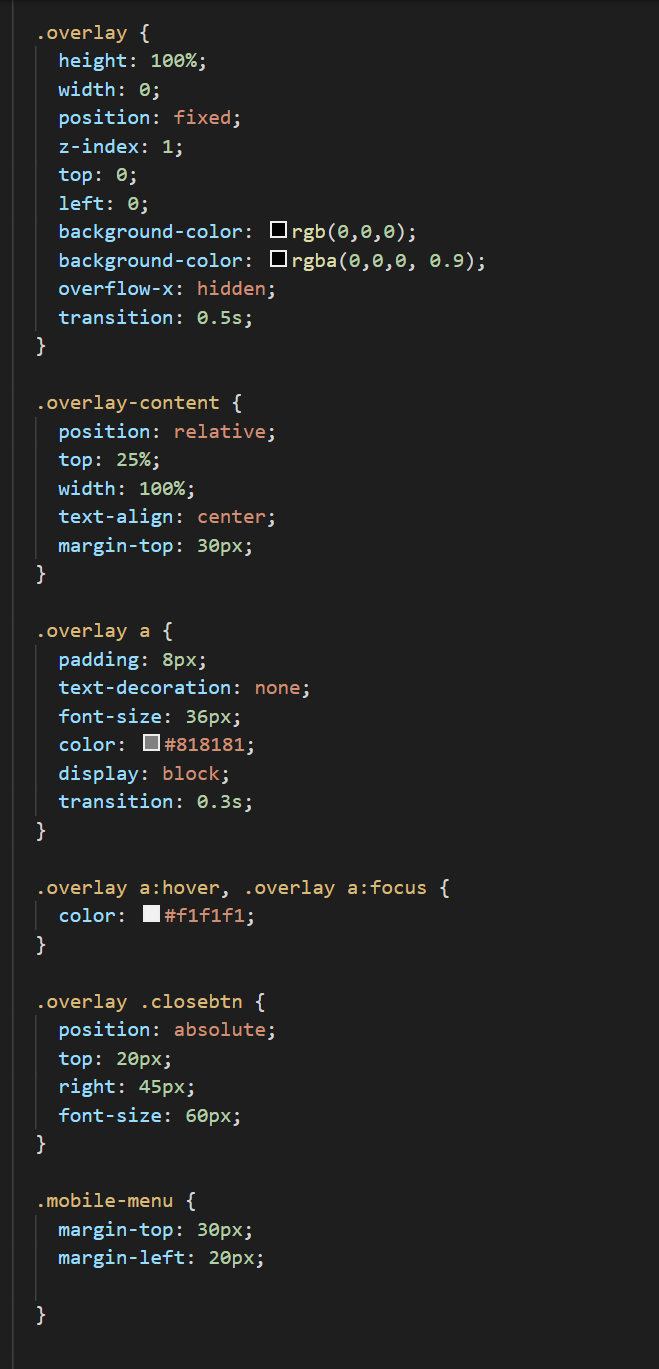 .overlay {
  height: 100%;
  width: 0;
  position: fixed;
  z-index: 1;
  top: 0;
  left: 0;
  background-color: rgb(0,0,0);
  background-color: rgba(0,0,0, 0.9);
  overflow-x: hidden;
  transition: 0.5s;
}

.overlay-content {
  position: relative;
  top: 25%;
  width: 100%;
  text-align: center;
  margin-top: 30px;
}

.overlay a {
  padding: 8px;
  text-decoration: none;
  font-size: 36px;
  color: #818181;
  display: block;
  transition: 0.3s;
}

.overlay a:hover, .overlay a:focus {
  color: #f1f1f1;
}

.overlay .closebtn {
  position: absolute;
  top: 20px;
  right: 45px;
  font-size: 60px;
}

.mobile-menu {
  margin-top: 30px;
  margin-left: 20px;

}